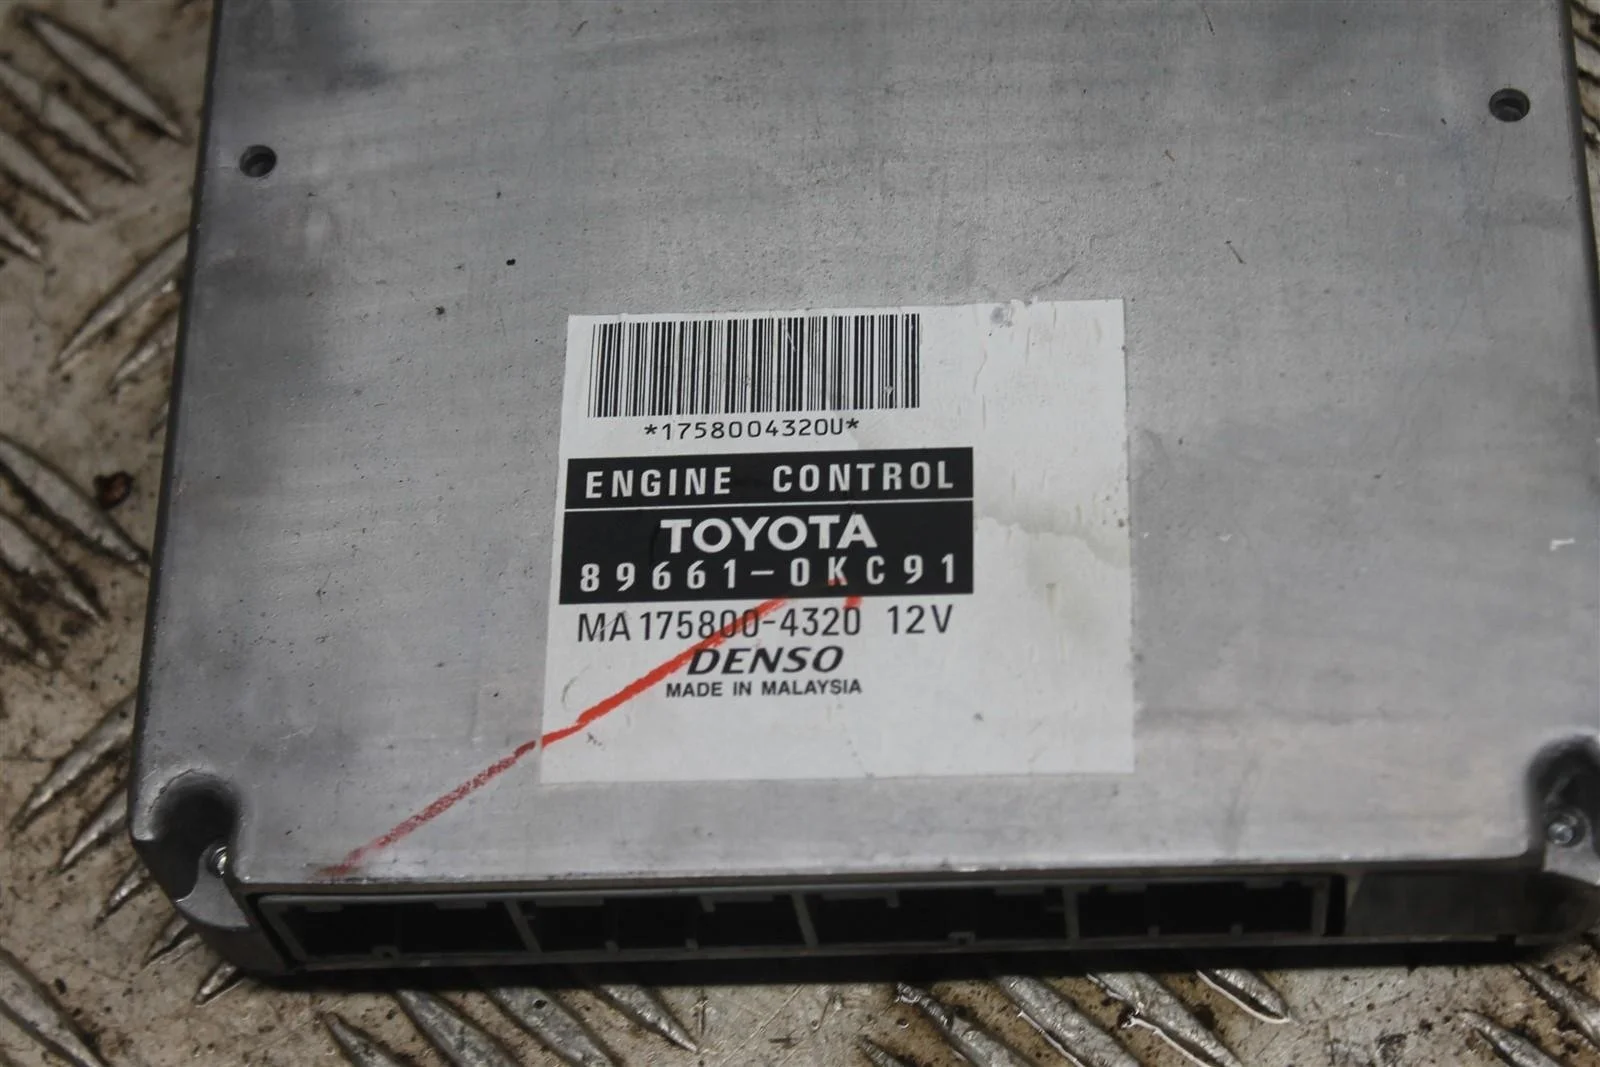 *1758004320U*
ENGINE CONTROL
TOYOTA
89661-0KC91
MA175800-4320 12V
DENSO
MADE IN MALAYSIA